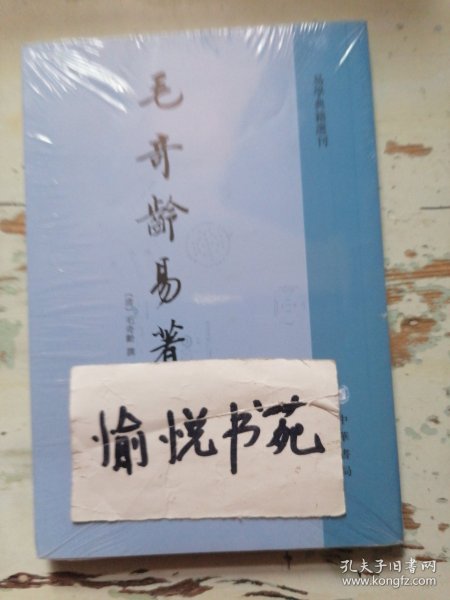 易學典籍選刊
毛奇齡易著
〔清〕毛奇齡 撰
中華書局
愉悦书苑
孔夫子旧书网
www.kongfz.com